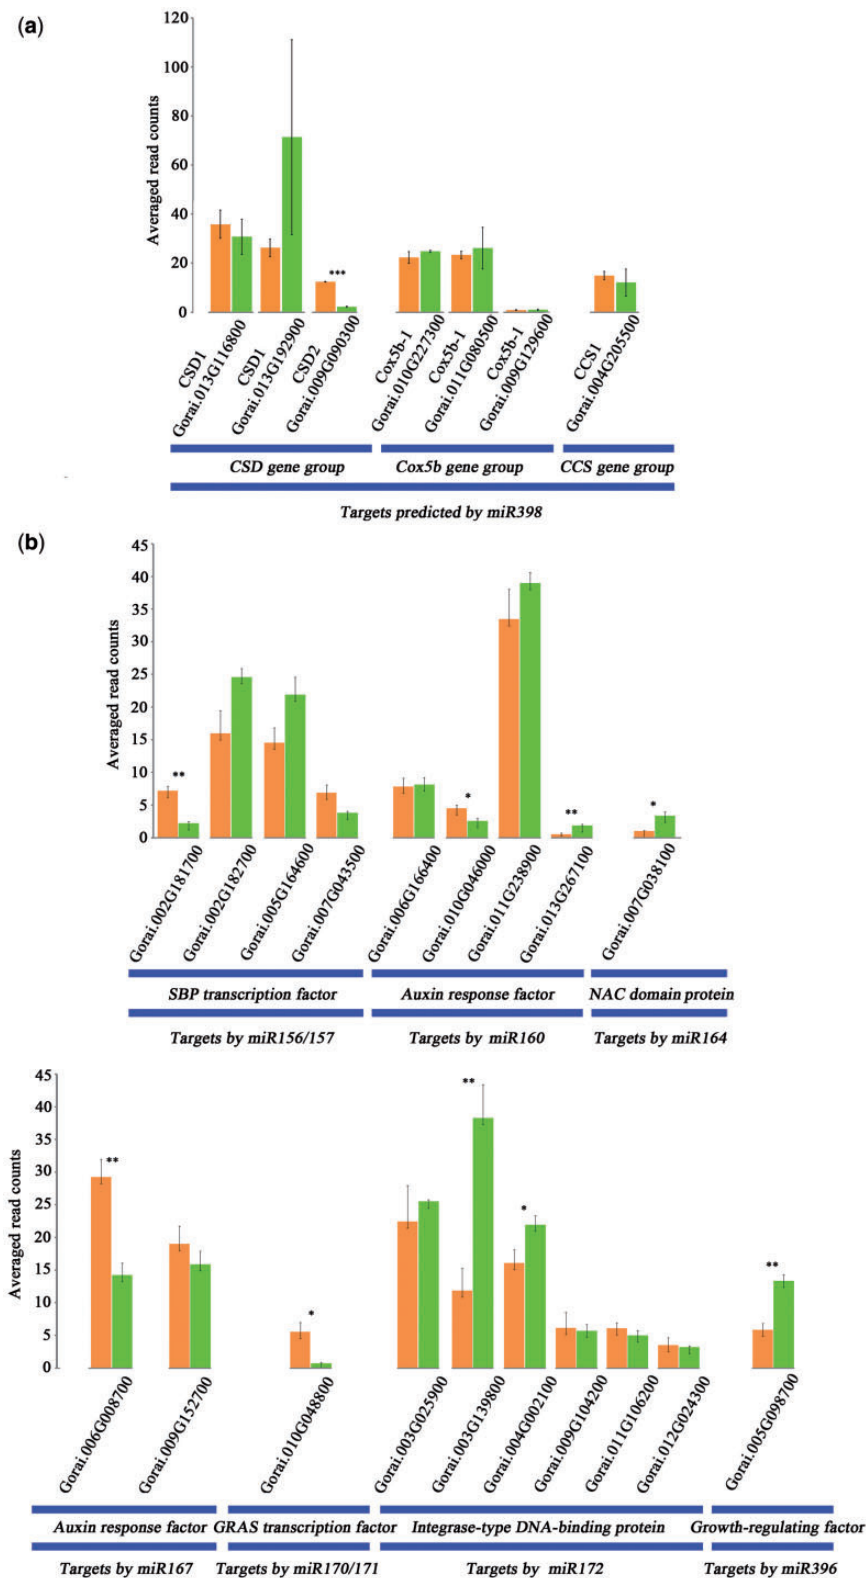 (a)
120
100
80
60
40
20
0
Averaged read counts
***
CSD1
Gorai.013G116800
CSD1
Gorai.013G192900
CSD2
Gorai.009G090300
Cox5b-1
Gorai.010G227300
Cox5b-1
Gorai.011G080500
Cox5b-1
Gorai.009G129600
CCS1
Gorai.004G205500
CSD gene group Cox5b gene group CCS gene group
Targets predicted by miR398
(b)
45
40
35
30
25
20
15
10
5
0
Averaged read counts
**
*
**
*
Gorai.002G181700
Gorai.002G182700
Gorai.005G164600
Gorai.007G043500
Gorai.006G166400
Gorai.010G046000
Gorai.011G238900
Gorai.013G267100
Gorai.007G038100
SBP transcription factor Auxin response factor NAC domain protein
Targets by miR156/157 Targets by miR160 Targets by miR164
45
40
35
30
25
20
15
10
5
0
Averaged read counts
**
*
**
*
**
Gorai.006G008700
Gorai.009G152700
Gorai.010G048800
Gorai.003G025900
Gorai.003G139800
Gorai.004G002100
Gorai.009G104200
Gorai.011G106200
Gorai.012G024300
Gorai.005G098700
Auxin response factor GRAS transcription factor Integrase-type DNA-binding protein Growth-regulating factor
Targets by miR167 Targets by miR170/171 Targets by miR172 Targets by miR396